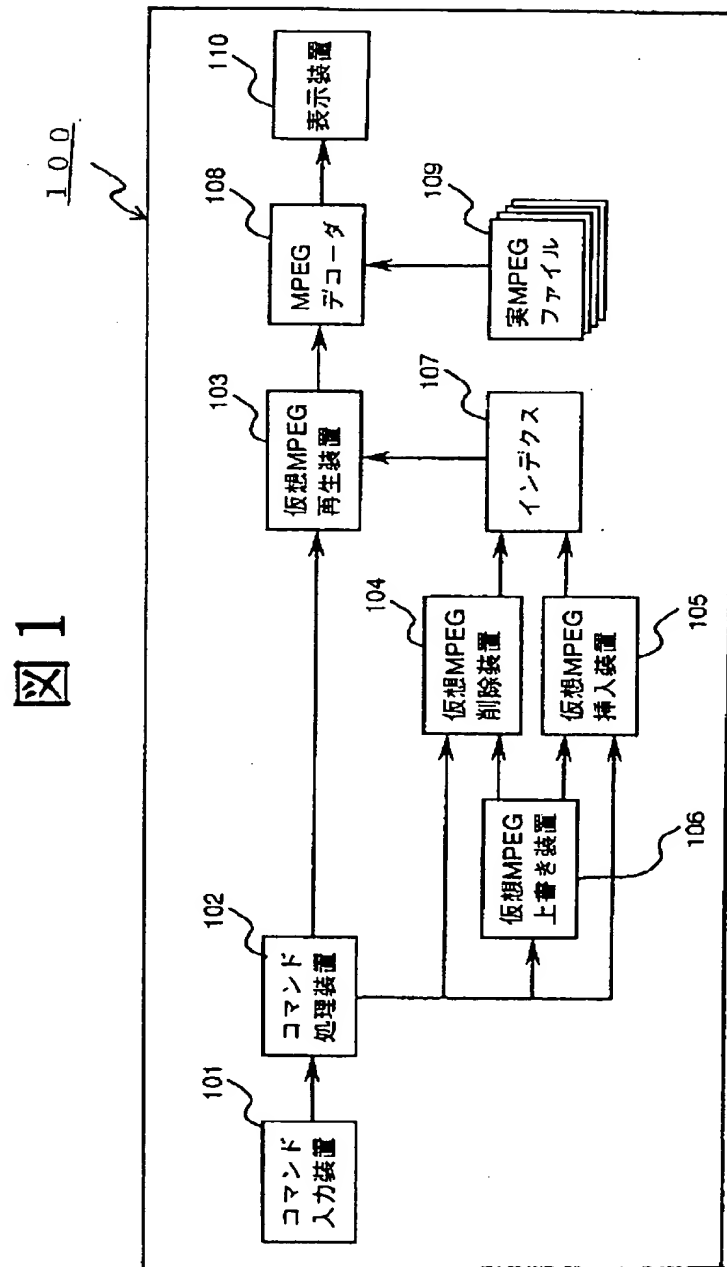 図1
100
101
コマンド
入力装置
102
コマンド
処理装置
103
仮想MPEG
再生装置
108
MPEG
デコーダ
110
表示装置
104
仮想MPEG
削除装置
106
仮想MPEG
上書き装置
105
仮想MPEG
挿入装置
107
インデクス
109
実MPEG
ファイル